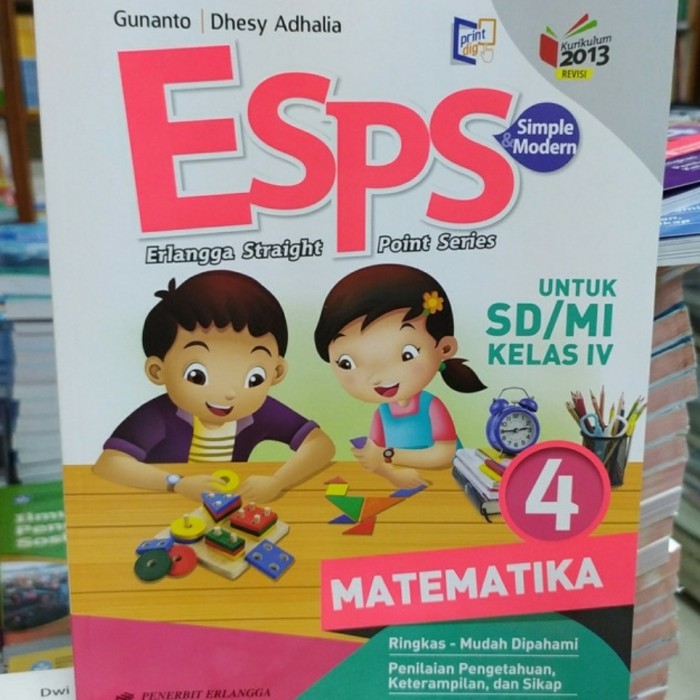 Gunanto | Dhesy Adhalia
print
dig
Kurikulum
2013
REVISI
ESPS
Simple
& Modern
Erlangga Straight Point Series
UNTUK
SD/MI
KELAS IV
4
MATEMATIKA
Ringkas - Mudah Dipahami
Penilaian Pengetahuan,
Keterampilan, dan Sikap
PENERBIT ERLANGGA
Dwi